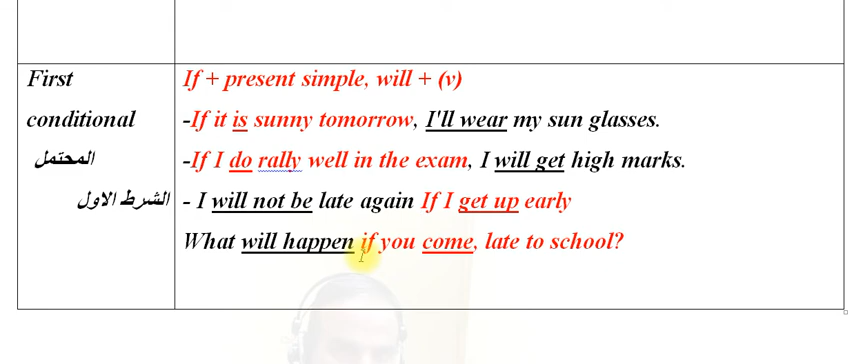 First
conditional
المحتمل
الشرط الاول
If + present simple, will + (v)
-If it is sunny tomorrow, I'll wear my sun glasses.
-If I do rally well in the exam, I will get high marks.
- I will not be late again If I get up early
What will happen if you come, late to school?